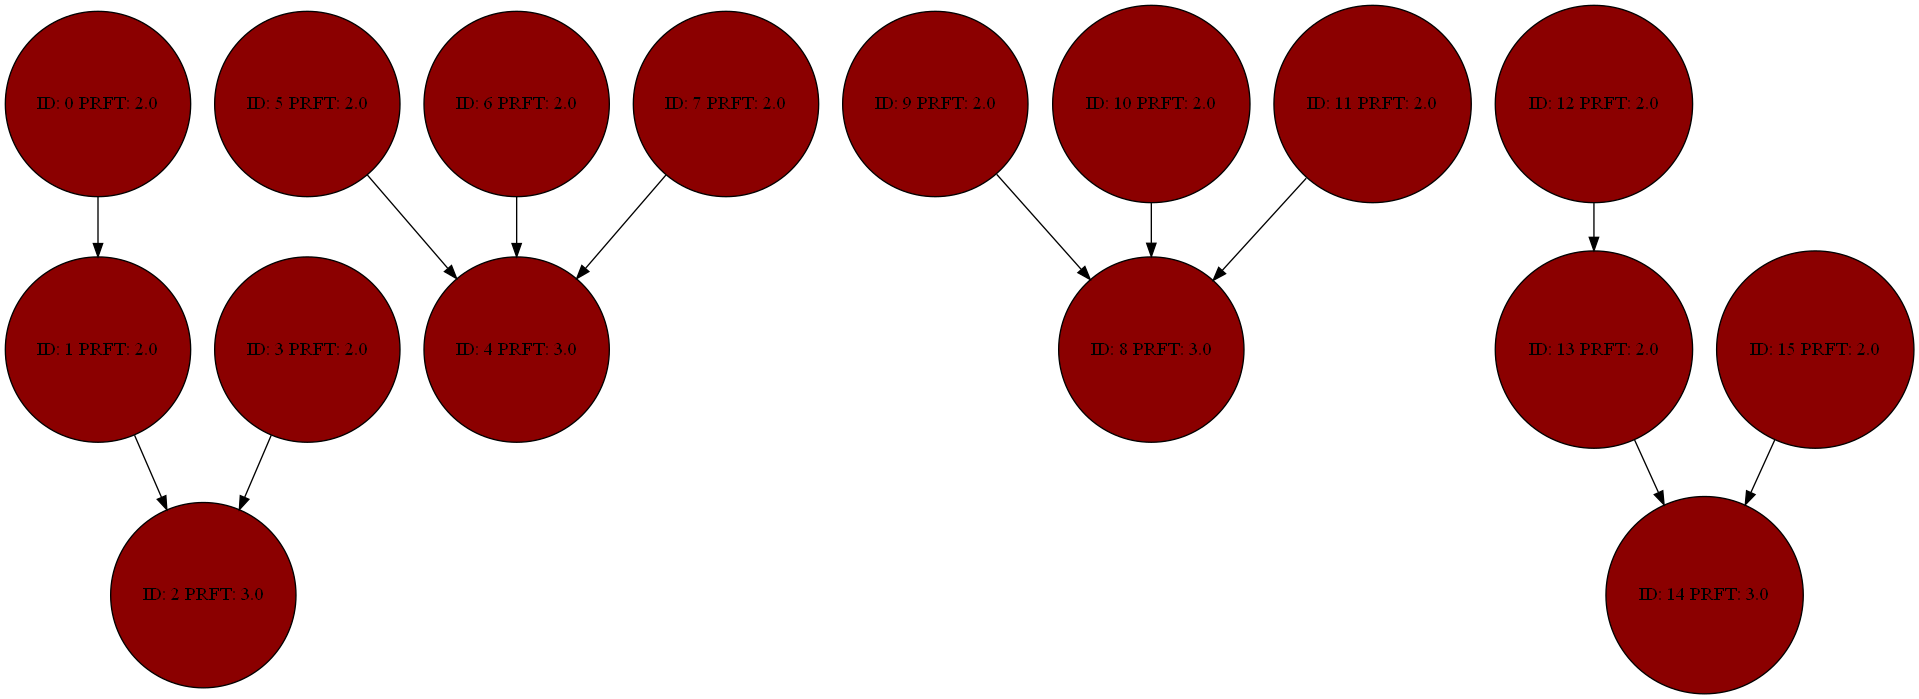 ID: 0 PRFT: 2.0
ID: 5 PRFT: 2.0
ID: 6 PRFT: 2.0
ID: 7 PRFT: 2.0
ID: 9 PRFT: 2.0
ID: 10 PRFT: 2.0
ID: 11 PRFT: 2.0
ID: 12 PRFT: 2.0
ID: 1 PRFT: 2.0
ID: 3 PRFT: 2.0
ID: 4 PRFT: 3.0
ID: 8 PRFT: 3.0
ID: 13 PRFT: 2.0
ID: 15 PRFT: 2.0
ID: 2 PRFT: 3.0
ID: 14 PRFT: 3.0